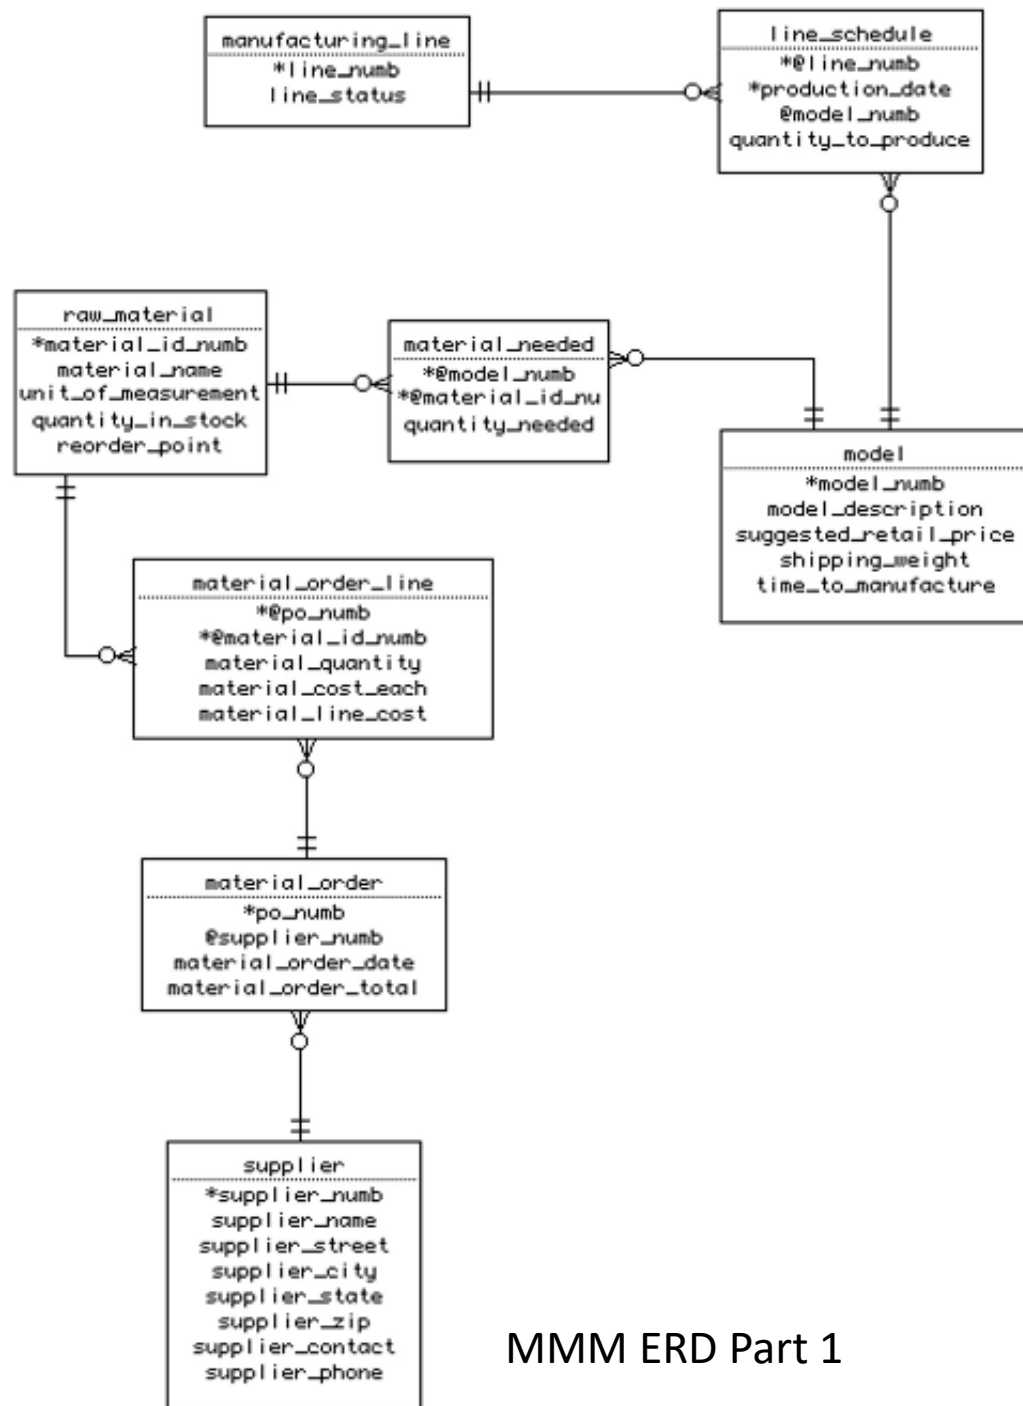 manufacturing_line
*line_numb
line_status
line_schedule
*@line_numb
*production_date
@model_numb
quantity_to_produce
raw_material
*material_id_numb
material_name
unit_of_measurement
quantity_in_stock
reorder_point
material_needed
*@model_numb
*@material_id_nu
quantity_needed
model
*model_numb
model_description
suggested_retail_price
shipping_weight
time_to_manufacture
material_order_line
*@po_numb
*@material_id_numb
material_quantity
material_cost_each
material_line_cost
material_order
*po_numb
@supplier_numb
material_order_date
material_order_total
supplier
*supplier_numb
supplier_name
supplier_street
supplier_city
supplier_state
supplier_zip
supplier_contact
supplier_phone
MMM ERD Part 1